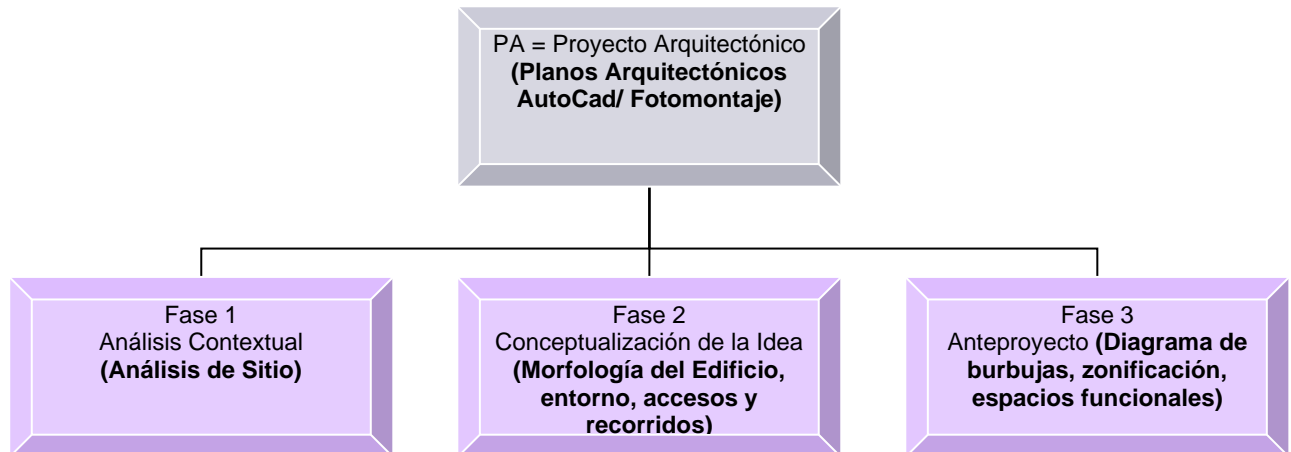 PA = Proyecto Arquitectónico
(Planos Arquitectónicos
AutoCad/ Fotomontaje)
Fase 1
Análisis Contextual
(Análisis de Sitio)
Fase 2
Conceptualización de la Idea
(Morfología del Edificio,
entorno, accesos y
recorridos)
Fase 3
Anteproyecto (Diagrama de
burbujas, zonificación,
espacios funcionales)